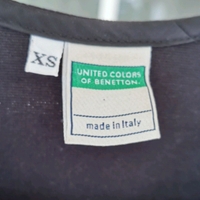 XS
UNITED COLORS
OF BENETTON.
made in Italy